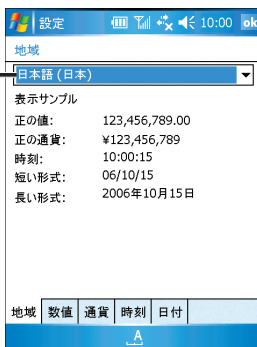 設定 10:00 ok
地域
日本語 (日本)
表示サンプル
正の値: 123,456,789.00
正の通貨: ¥123,456,789
時刻: 10:00:15
短い形式: 06/10/15
長い形式: 2006年10月15日
地域 数値 通貨 時刻 日付
A